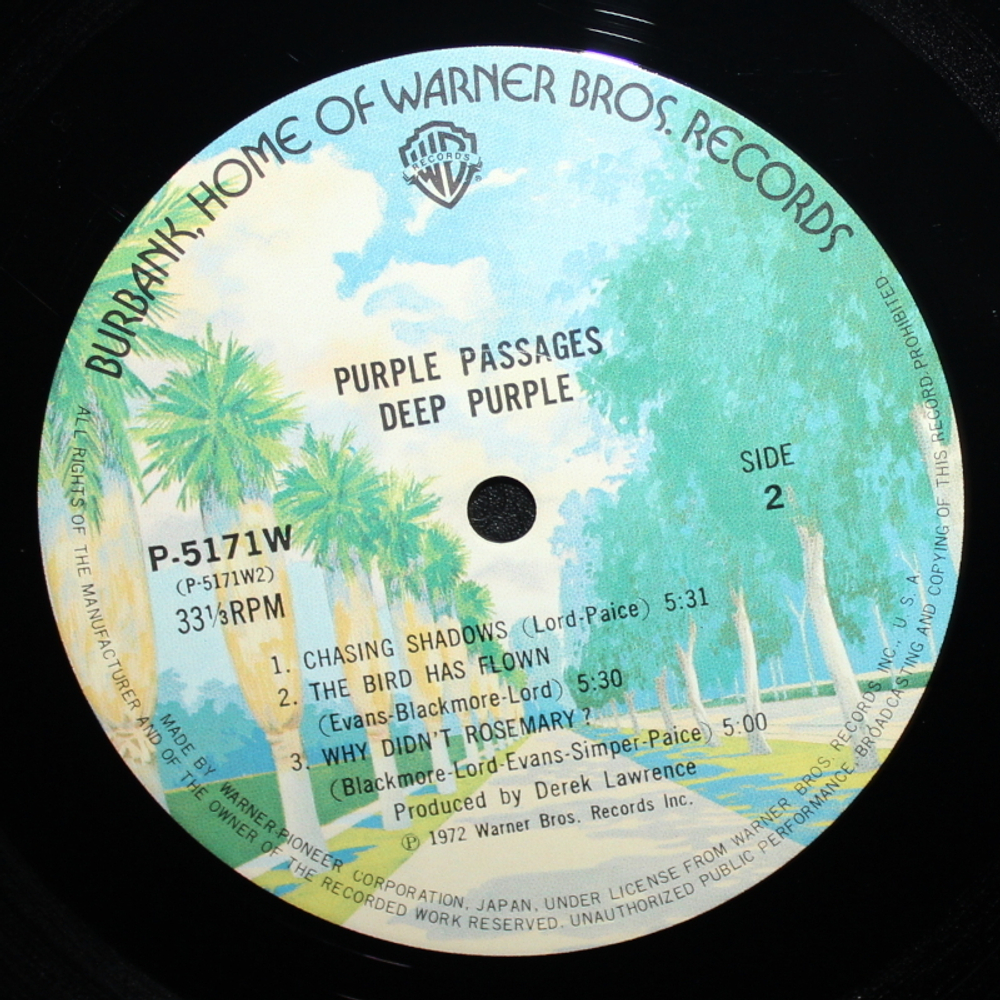 BURBANK, HOME OF WARNER BROS. RECORDS
W RECORDS ®
PURPLE PASSAGES
DEEP PURPLE
SIDE
2
P-5171W
(P-5171W2)
33⅓RPM
1. CHASING SHADOWS (Lord-Paice) 5:31
2. THE BIRD HAS FLOWN
(Evans-Blackmore-Lord) 5:30
3. WHY DIDN'T ROSEMARY?
(Blackmore-Lord-Evans-Simper-Paice) 5:00
Produced by Derek Lawrence
℗ 1972 Warner Bros. Records Inc.
MADE BY WARNER-PIONEER CORPORATION, JAPAN, UNDER LICENSE FROM WARNER BROS. RECORDS INC., U. S. A.
ALL RIGHTS OF THE MANUFACTURER AND OF THE OWNER OF THE RECORDED WORK RESERVED. UNAUTHORIZED PUBLIC PERFORMANCE, BROADCASTING AND COPYING OF THIS RECORD PROHIBITED.